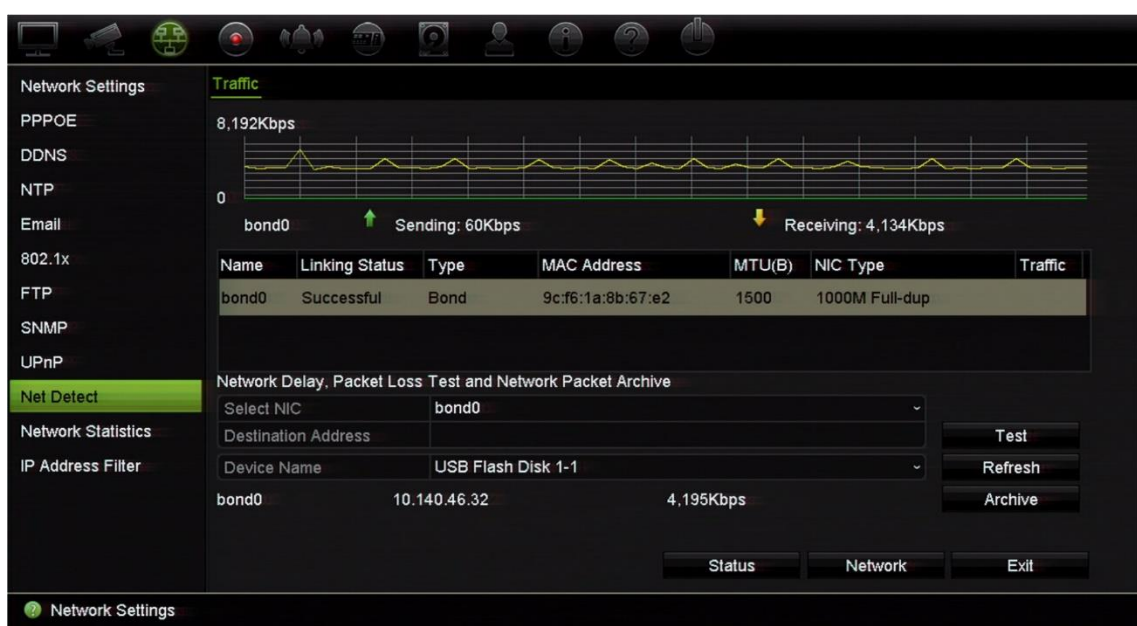 Network Settings
PPPOE
DDNS
NTP
Email
802.1x
FTP
SNMP
UPnP
Net Detect
Network Statistics
IP Address Filter
Traffic
8,192Kbps
0
bond0 Sending: 60Kbps Receiving: 4,134Kbps
Name Linking Status Type MAC Address MTU(B) NIC Type Traffic
bond0 Successful Bond 9c:f6:1a:8b:67:e2 1500 1000M Full-dup
Network Delay, Packet Loss Test and Network Packet Archive
Select NIC bond0
Destination Address Test
Device Name USB Flash Disk 1-1 Refresh
bond0 10.140.46.32 4,195Kbps Archive
Status Network Exit
Network Settings